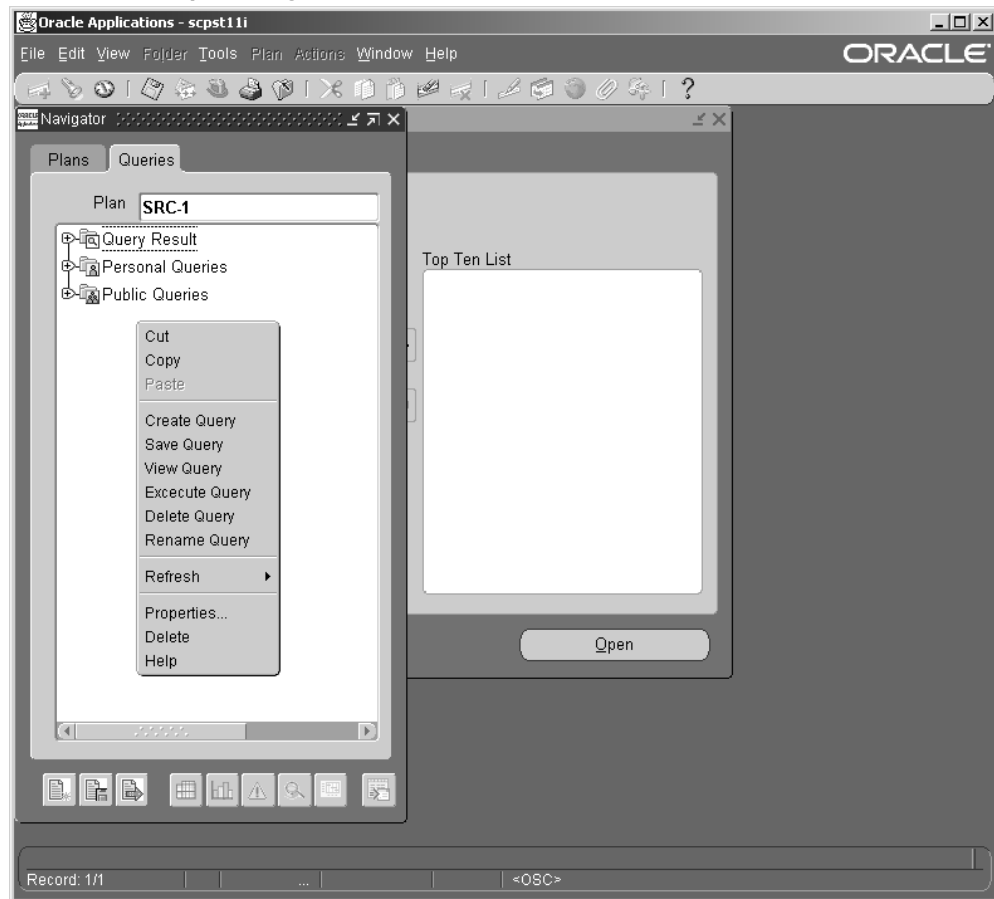 Oracle Applications - scpst11i
File Edit View Folder Tools Plan Actions Window Help
ORACLE
?
Navigator
Plans Queries
Plan SRC-1
Query Result
Personal Queries
Public Queries
Top Ten List
Cut
Copy
Paste
Create Query
Save Query
View Query
Excecute Query
Delete Query
Rename Query
Refresh
Properties...
Delete
Help
Open
Record: 1/1 ... <OSC>